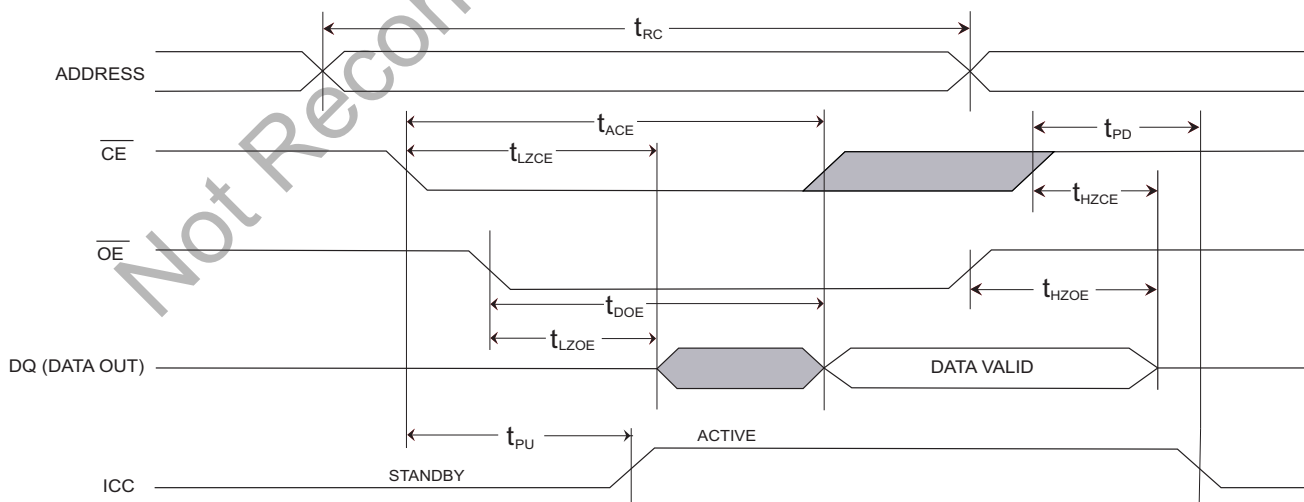 tRC
ADDRESS
tACE
tPD
CE
tLZCE
tHZCE
OE
tHZOE
tDOE
tLZOE
DQ (DATA OUT)
DATA VALID
tPU
ACTIVE
STANDBY
ICC
Not Recom